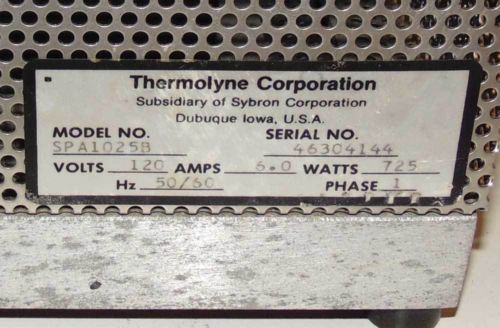 Thermolyne Corporation
Subsidiary of Sybron Corporation
Dubuque Iowa, U.S.A.
MODEL NO. SERIAL NO.
SPA1025B 46304144
VOLTS 120 AMPS 6.0 WATTS 725
Hz 50/60 PHASE 1